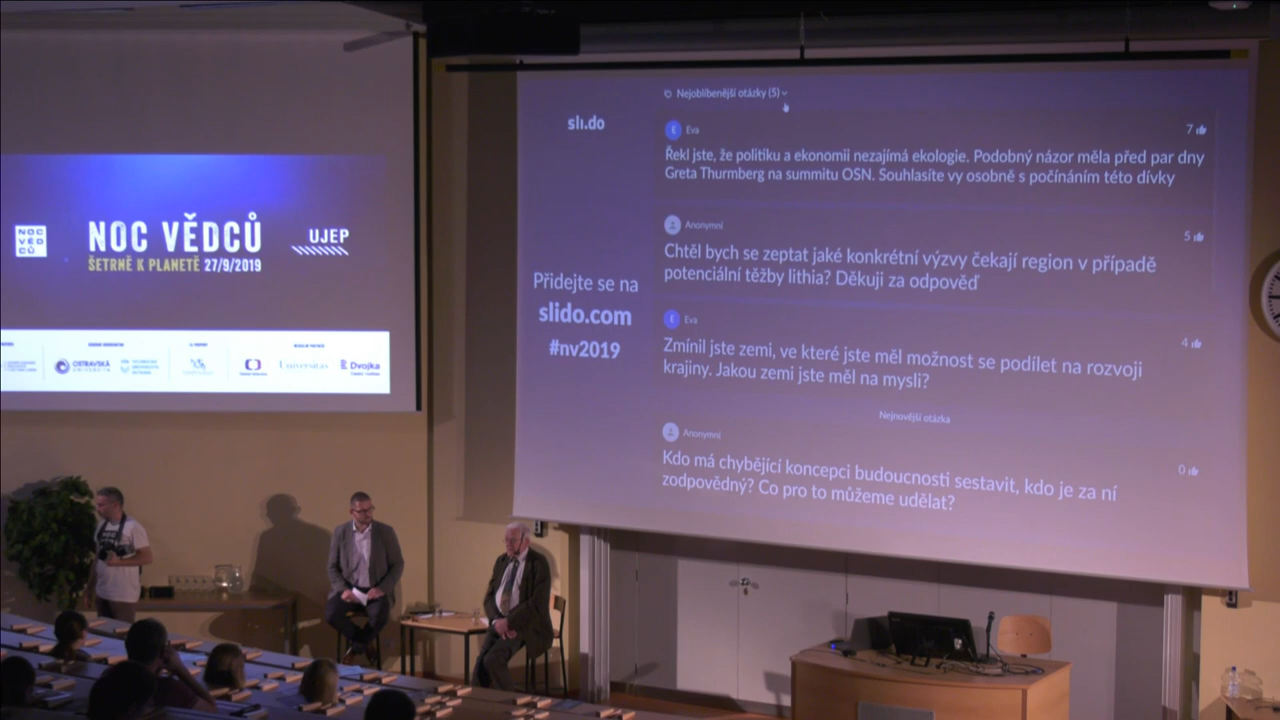 NOC
VĚD
CŮ
NOC VĚDCŮ
ŠETRNĚ K PLANETĚ 27/9/2019
UJEP
OSTRAVSKÁ
UNIVERZITA
Universitas
Dvojka
sli.do
Přidejte se na
slido.com
#nv2019
Nejoblíbenější otázky (5)
E Eva
7
Řekl jste, že politiku a ekonomii nezajímá ekologie. Podobný názor měla před par dny
Greta Thurmberg na summitu OSN. Souhlasíte vy osobně s počínáním této dívky
Anonymní
5
Chtěl bych se zeptat jaké konkrétní výzvy čekají region v případě
potenciální těžby lithia? Děkuji za odpověď
E Eva
4
Zmínil jste zemi, ve které jste měl možnost se podílet na rozvoji
krajiny. Jakou zemi jste měl na mysli?
Nejnovější otázka
Anonymní
0
Kdo má chybějící koncepci budoucnosti sestavit, kdo je za ní
zodpovědný? Co pro to můžeme udělat?